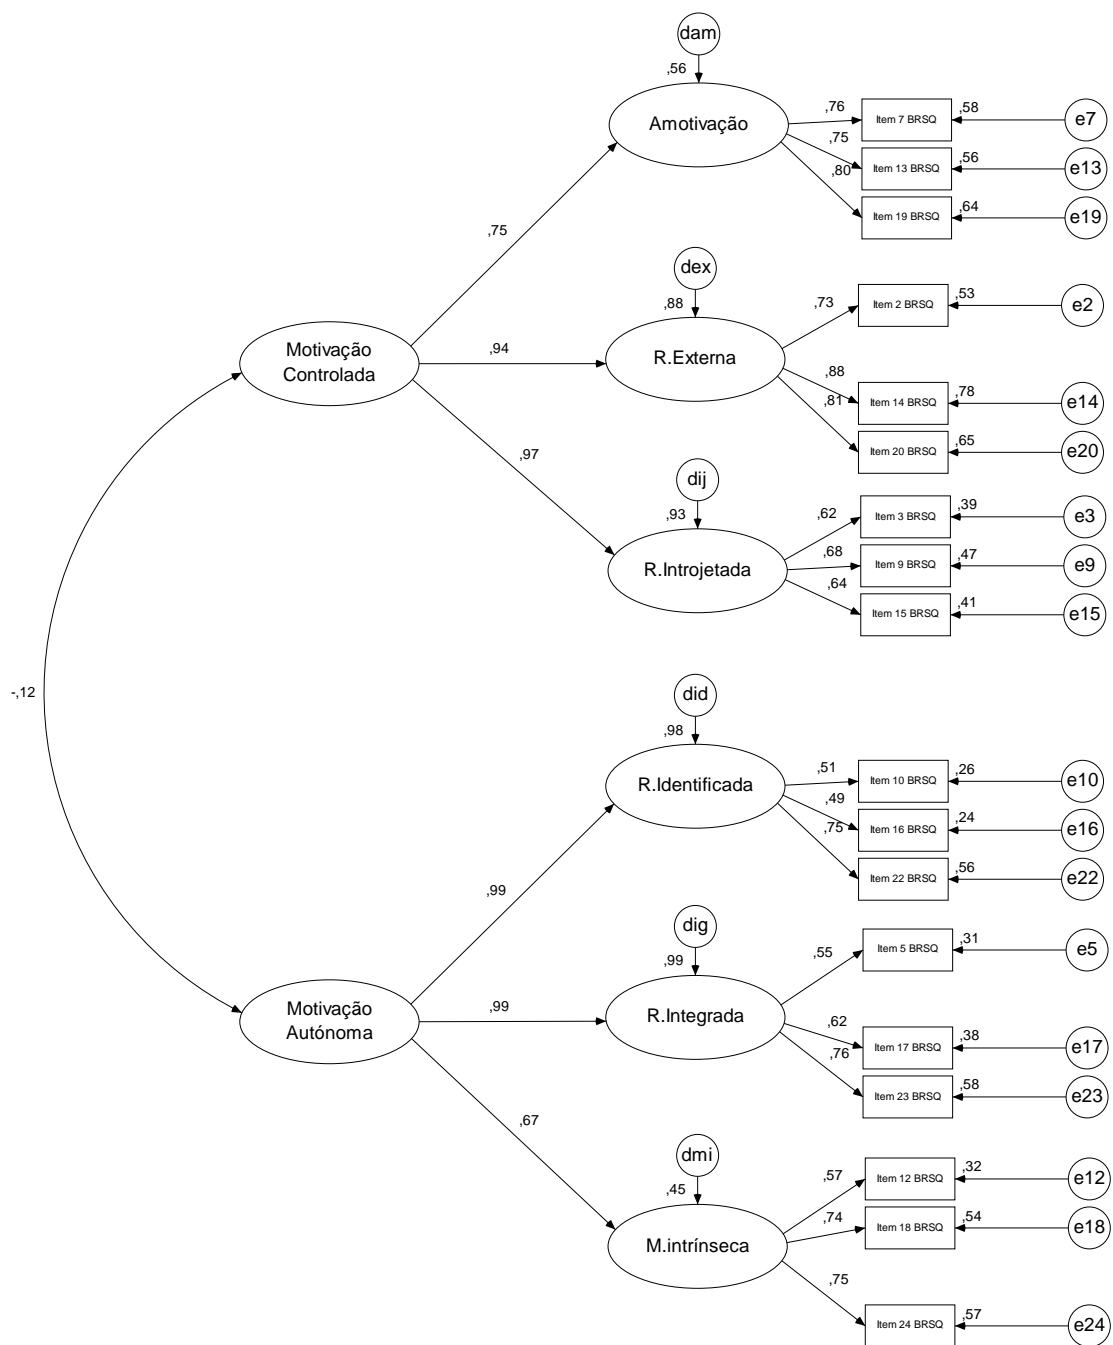 dam
,56
Amotivação
,76
Item 7 BRSQ
,58
e7
,75
Item 13 BRSQ
,56
e13
,80
Item 19 BRSQ
,64
e19
,75
dex
,88
R.Externa
,73
Item 2 BRSQ
,53
e2
,88
Item 14 BRSQ
,78
e14
,81
Item 20 BRSQ
,65
e20
Motivação
Controlada
,94
,97
dij
,93
R.Introjetada
,62
Item 3 BRSQ
,39
e3
,68
Item 9 BRSQ
,47
e9
,64
Item 15 BRSQ
,41
e15
-,12
did
,98
R.Identificada
,51
Item 10 BRSQ
,26
e10
,49
Item 16 BRSQ
,24
e16
,75
Item 22 BRSQ
,56
e22
,99
dig
,99
R.Integrada
,55
Item 5 BRSQ
,31
e5
,62
Item 17 BRSQ
,38
e17
,76
Item 23 BRSQ
,58
e23
Motivação
Autónoma
,99
,67
dmi
,45
M.intrínseca
,57
Item 12 BRSQ
,32
e12
,74
Item 18 BRSQ
,54
e18
,75
Item 24 BRSQ
,57
e24